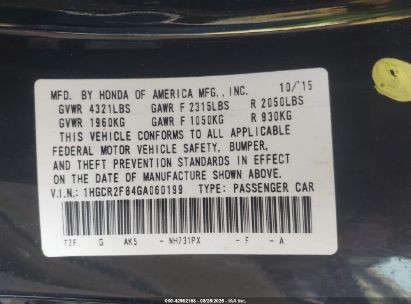 MFD. BY HONDA OF AMERICA MFG., INC. 10/'15
GVWR 4321LBS GAWR F 2315LBS R 2050LBS
GVWR 1960KG GAWR F 1050KG R 930KG
THIS VEHICLE CONFORMS TO ALL APPLICABLE
FEDERAL MOTOR VEHICLE SAFETY, BUMPER,
AND THEFT PREVENTION STANDARDS IN EFFECT
ON THE DATE OF MANUFACTURE SHOWN ABOVE.
V.I.N: 1HGCR2F84GA060199 TYPE: PASSENGER CAR
T2F G AK5 - NH731PX - F - A